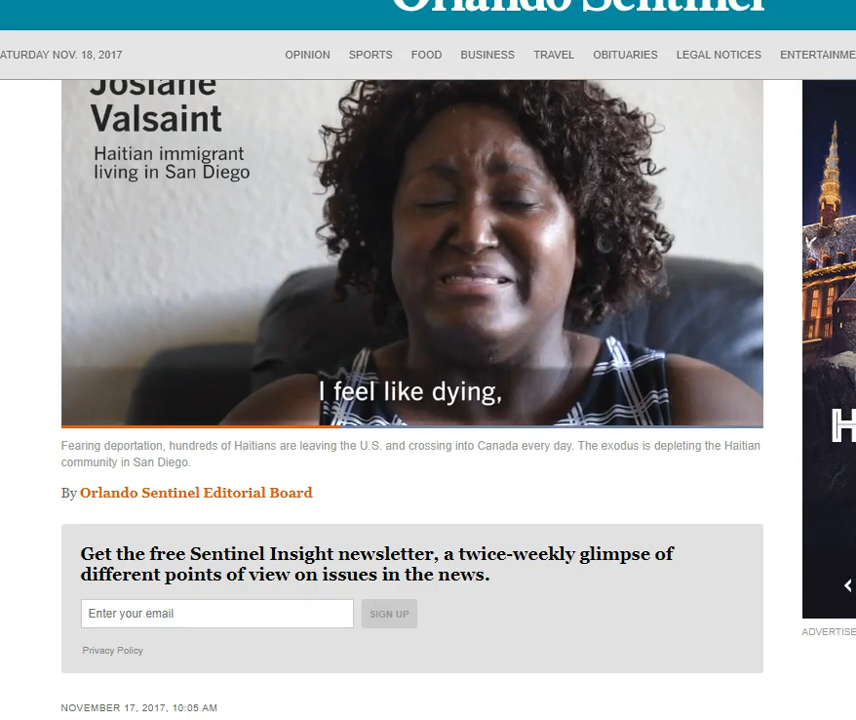 Orlando Sentinel
ATURDAY NOV. 18, 2017
OPINION SPORTS FOOD BUSINESS TRAVEL OBITUARIES LEGAL NOTICES ENTERTAINME
Josiane
Valsaint
Haitian immigrant
living in San Diego
I feel like dying,
Fearing deportation, hundreds of Haitians are leaving the U.S. and crossing into Canada every day. The exodus is depleting the Haitian
community in San Diego.
By Orlando Sentinel Editorial Board
Get the free Sentinel Insight newsletter, a twice-weekly glimpse of
different points of view on issues in the news.
Enter your email
SIGN UP
Privacy Policy
NOVEMBER 17, 2017, 10:05 AM
H
ADVERTISE